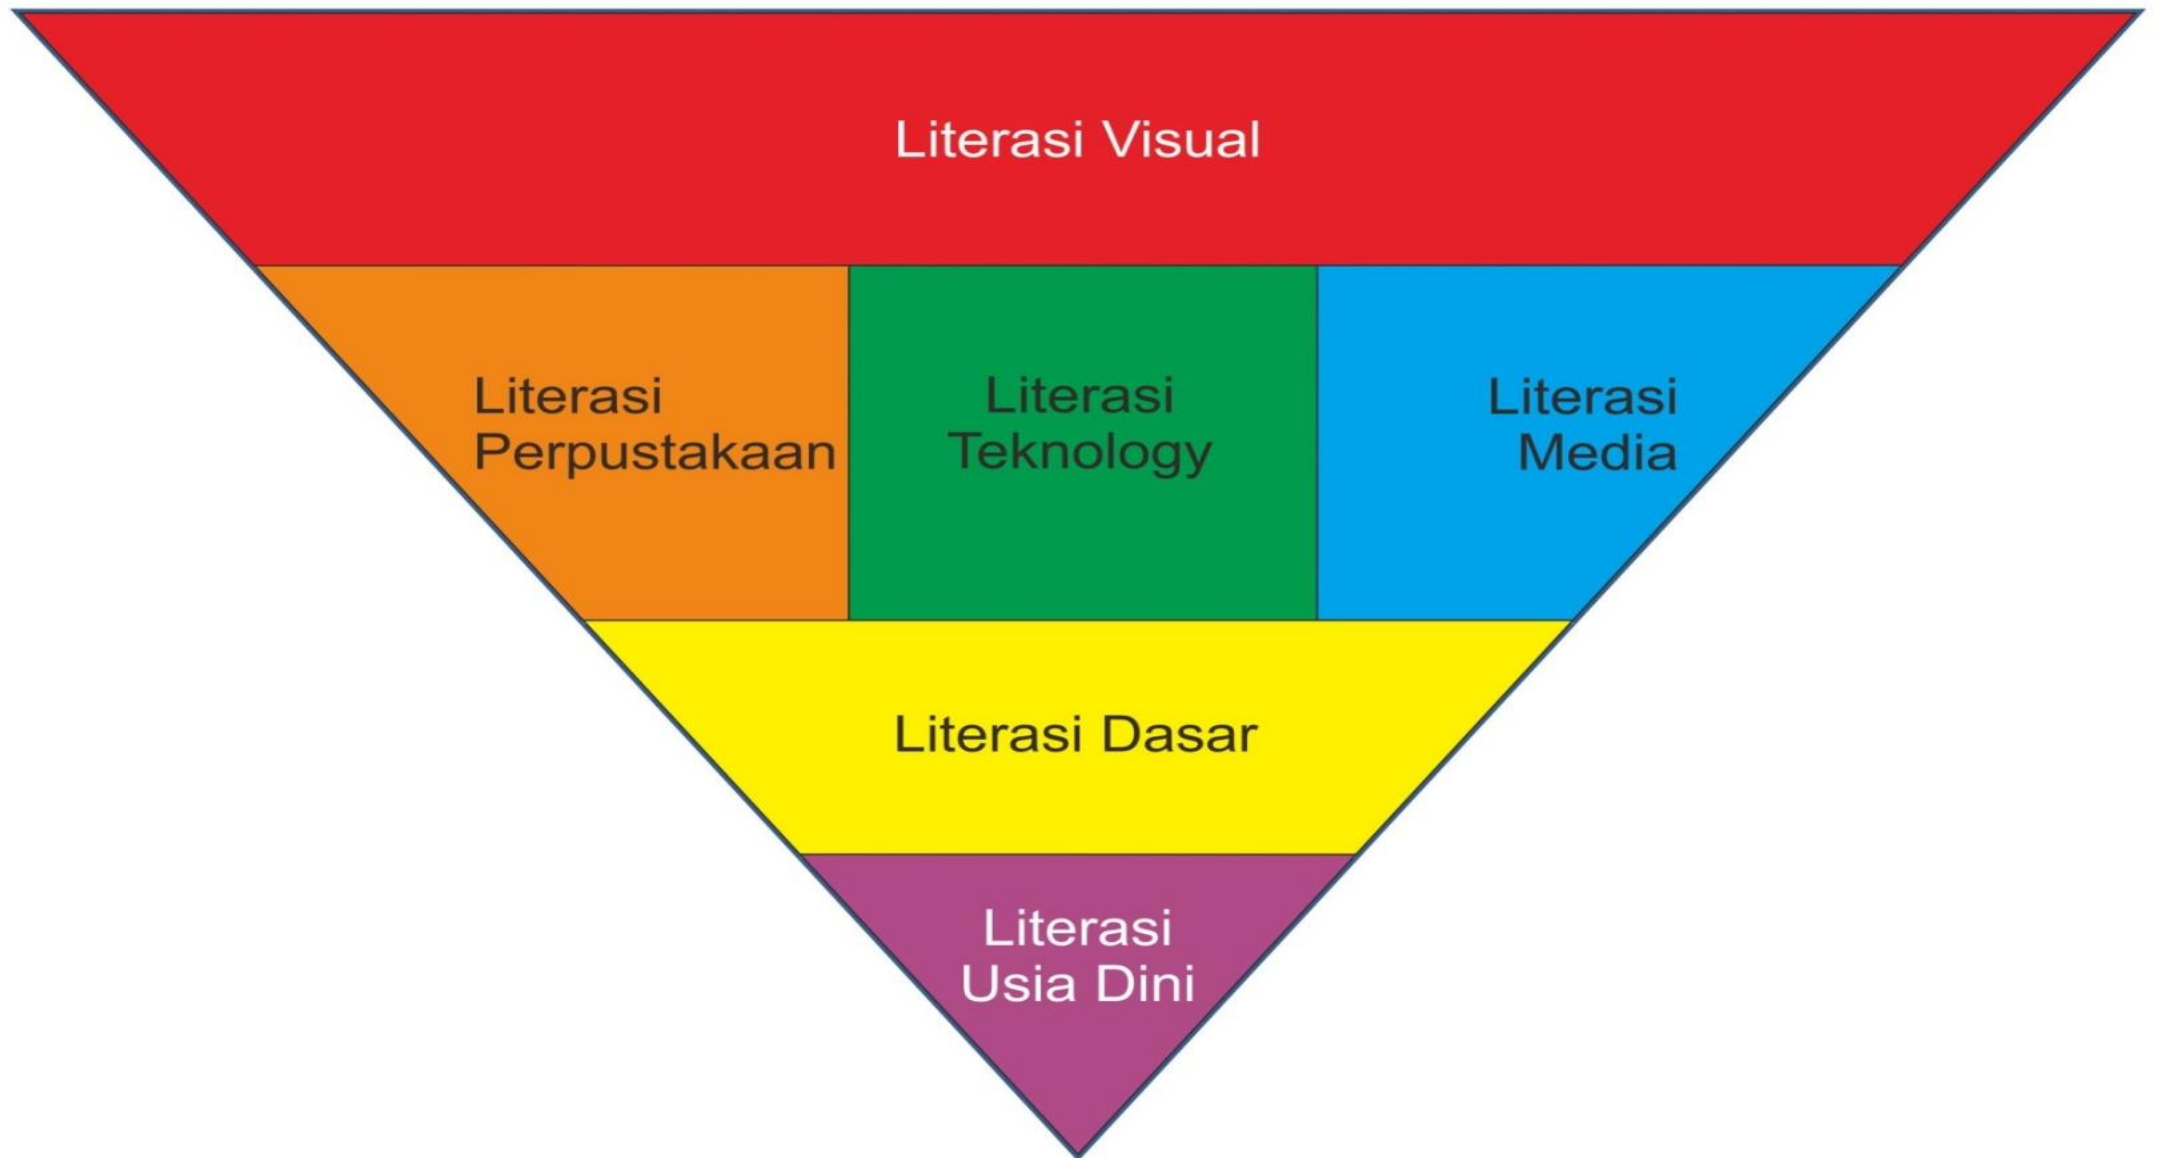 Literasi Visual
Literasi
Perpustakaan
Literasi
Teknology
Literasi
Media
Literasi Dasar
Literasi
Usia Dini